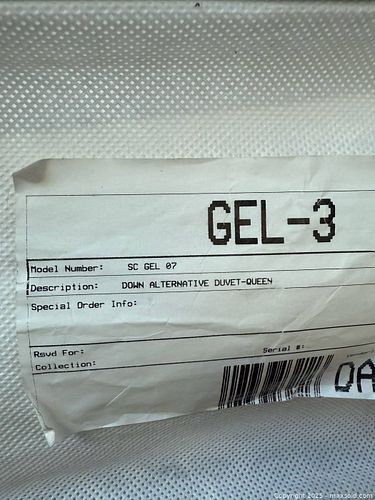 GEL-3
Model Number: SC GEL 07
Description: DOWN ALTERNATIVE DUVET-QUEEN
Special Order Info:
Rsvd For:
Serial #:
Collection:
0A
Copyright © 2025 - maxsold.com